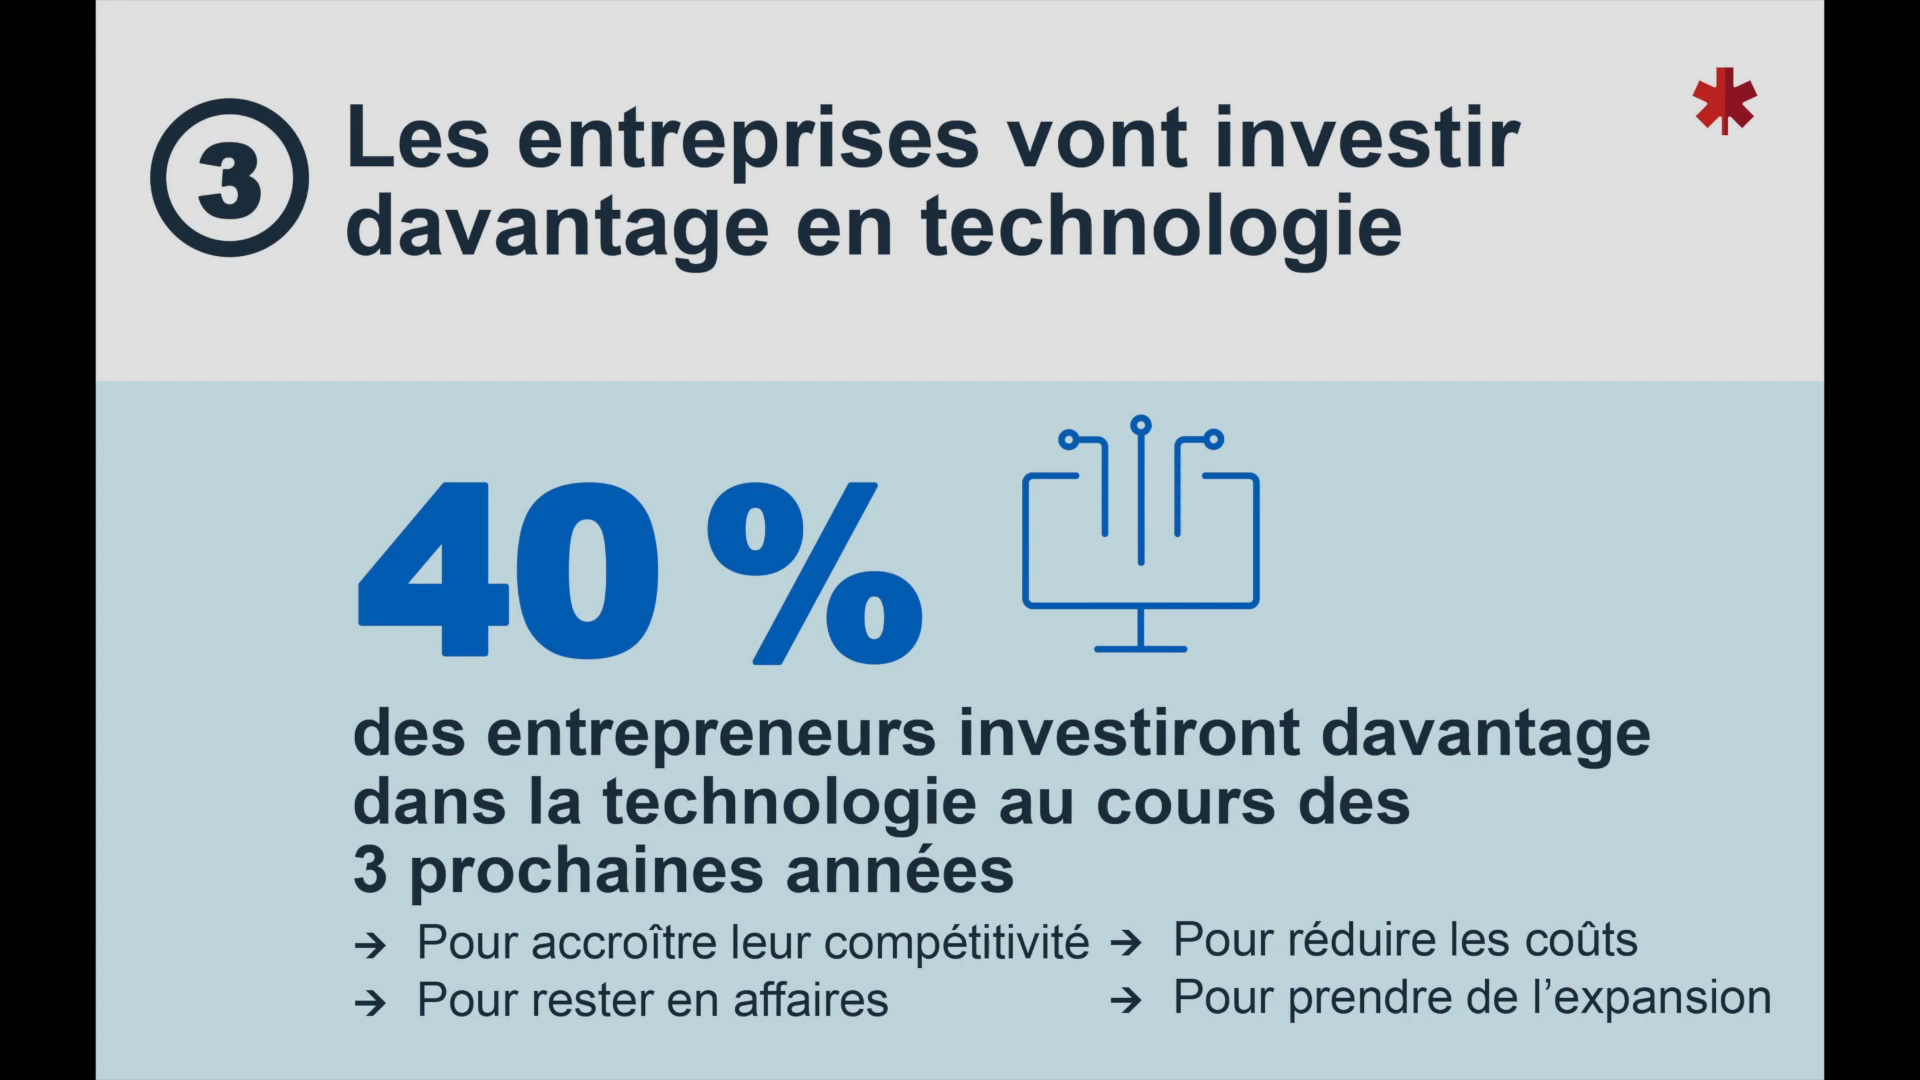 3
Les entreprises vont investir
davantage en technologie
40 %
des entrepreneurs investiront davantage
dans la technologie au cours des
3 prochaines années
→ Pour accroître leur compétitivité
→ Pour rester en affaires
→ Pour réduire les coûts
→ Pour prendre de l’expansion